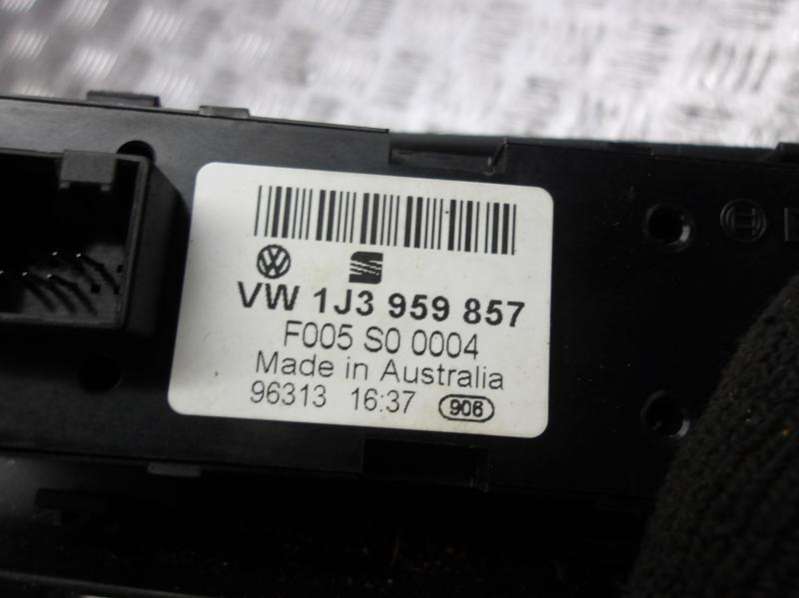 VW 1J3 959 857
F005 S0 0004
Made in Australia
96313 16:37 906